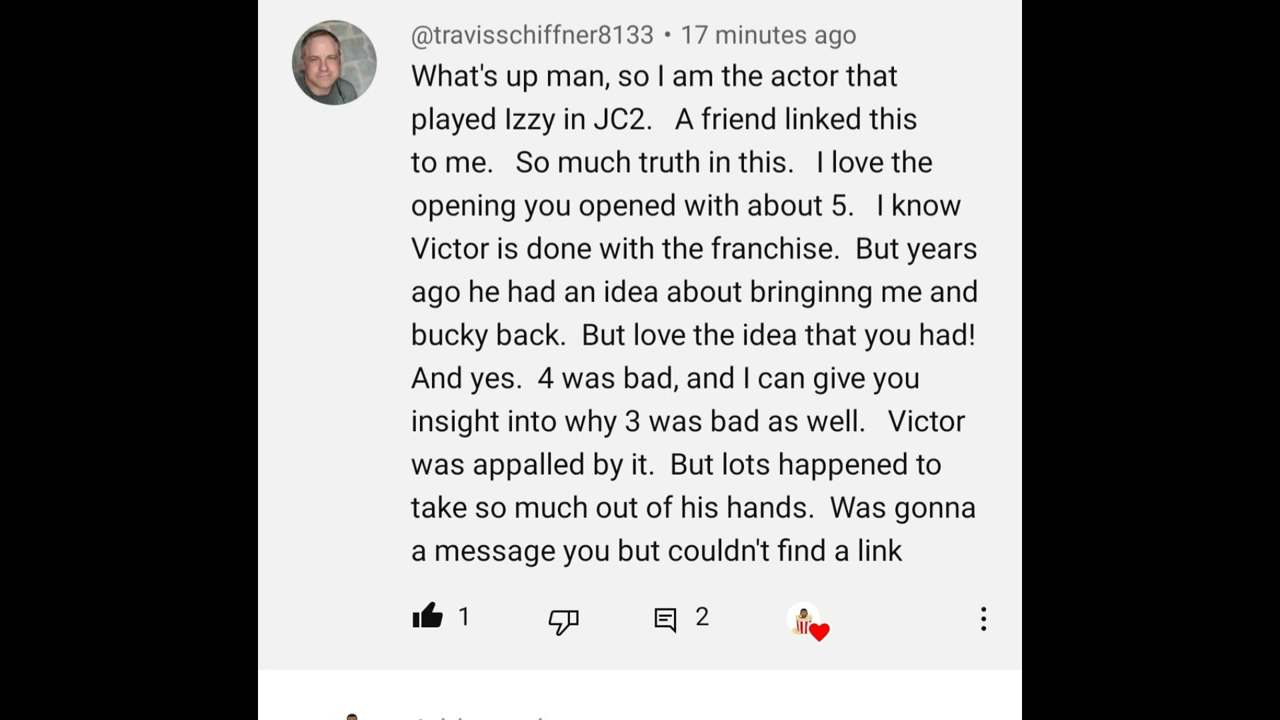 @travisschiffner8133 • 17 minutes ago
What's up man, so I am the actor that
played Izzy in JC2.   A friend linked this
to me.   So much truth in this.   I love the
opening you opened with about 5.   I know
Victor is done with the franchise.  But years
ago he had an idea about bringinng me and
bucky back.  But love the idea that you had!
And yes.  4 was bad, and I can give you
insight into why 3 was bad as well.   Victor
was appalled by it.  But lots happened to
take so much out of his hands.  Was gonna
a message you but couldn't find a link
1
2